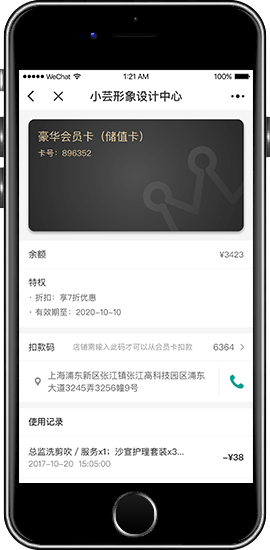 WeChat 1:21 AM 100%
小芸形象设计中心
豪华会员卡（储值卡）
卡号：896352
余额 ¥3423
特权
· 折扣：享7折优惠
· 有效期至：2020-10-10
扣款码 店铺需输入此码才可以从会员卡扣款 6364
上海浦东新区张江镇张江高科技园区浦东
大道3245弄3256幢9号
使用记录
总监洗剪吹 / 服务x1；沙宣护理套装x3... -¥38
2017-10-20 15:05:00